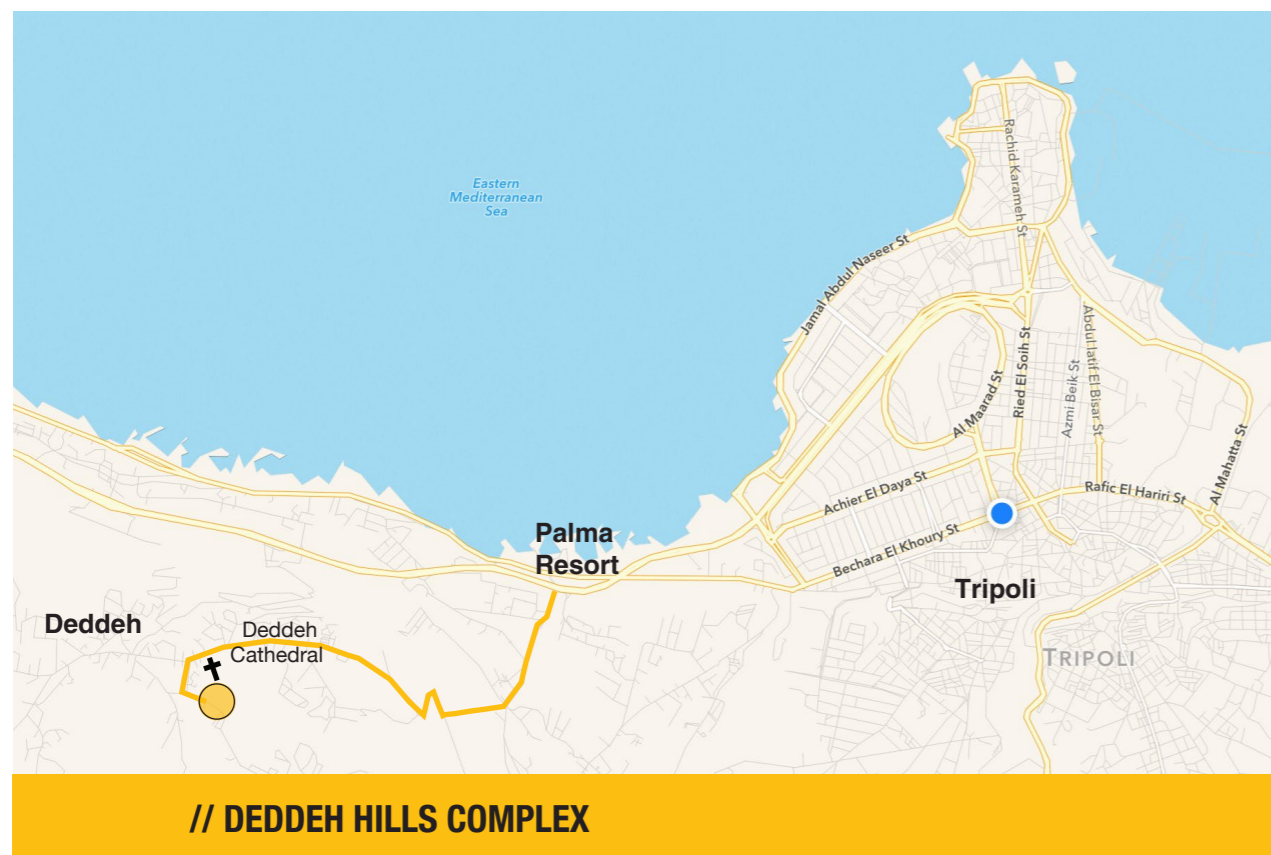 Eastern
Mediterranean
Sea
Rachid Karameh St
Jamal Abdul Naseer St
Abdul latif El Bisar St
Ried El Solh St
Azmi Beik St
Al Maarad St
Al Mahatta St
Achier El Daya St
Rafic El Hariri St
Bechara El Khoury St
Palma
Resort
Tripoli
Deddeh
Deddeh
Cathedral
TRIPOLI
// DEDDEH HILLS COMPLEX